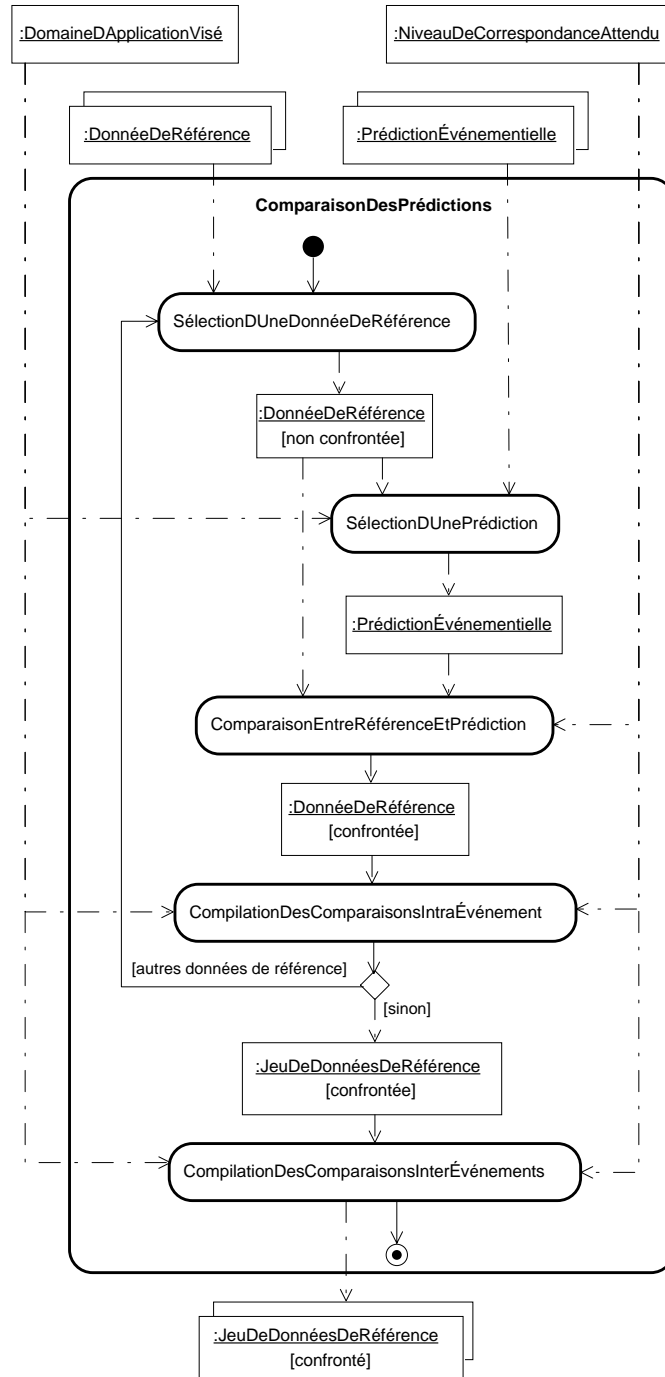 :DomaineDApplicationVisé
:NiveauDeCorrespondanceAttendu
:DonnéeDeRéférence
:PrédictionÉvénementielle
ComparaisonDesPrédictions
SélectionDUneDonnéeDeRéférence
:DonnéeDeRéférence
[non confrontée]
SélectionDUnePrédiction
:PrédictionÉvénementielle
ComparaisonEntreRéférenceEtPrédiction
:DonnéeDeRéférence
[confrontée]
CompilationDesComparaisonsIntraÉvénement
[autres données de référence]
[sinon]
:JeuDeDonnéesDeRéférence
[confrontée]
CompilationDesComparaisonsInterÉvénements
:JeuDeDonnéesDeRéférence
[confronté]